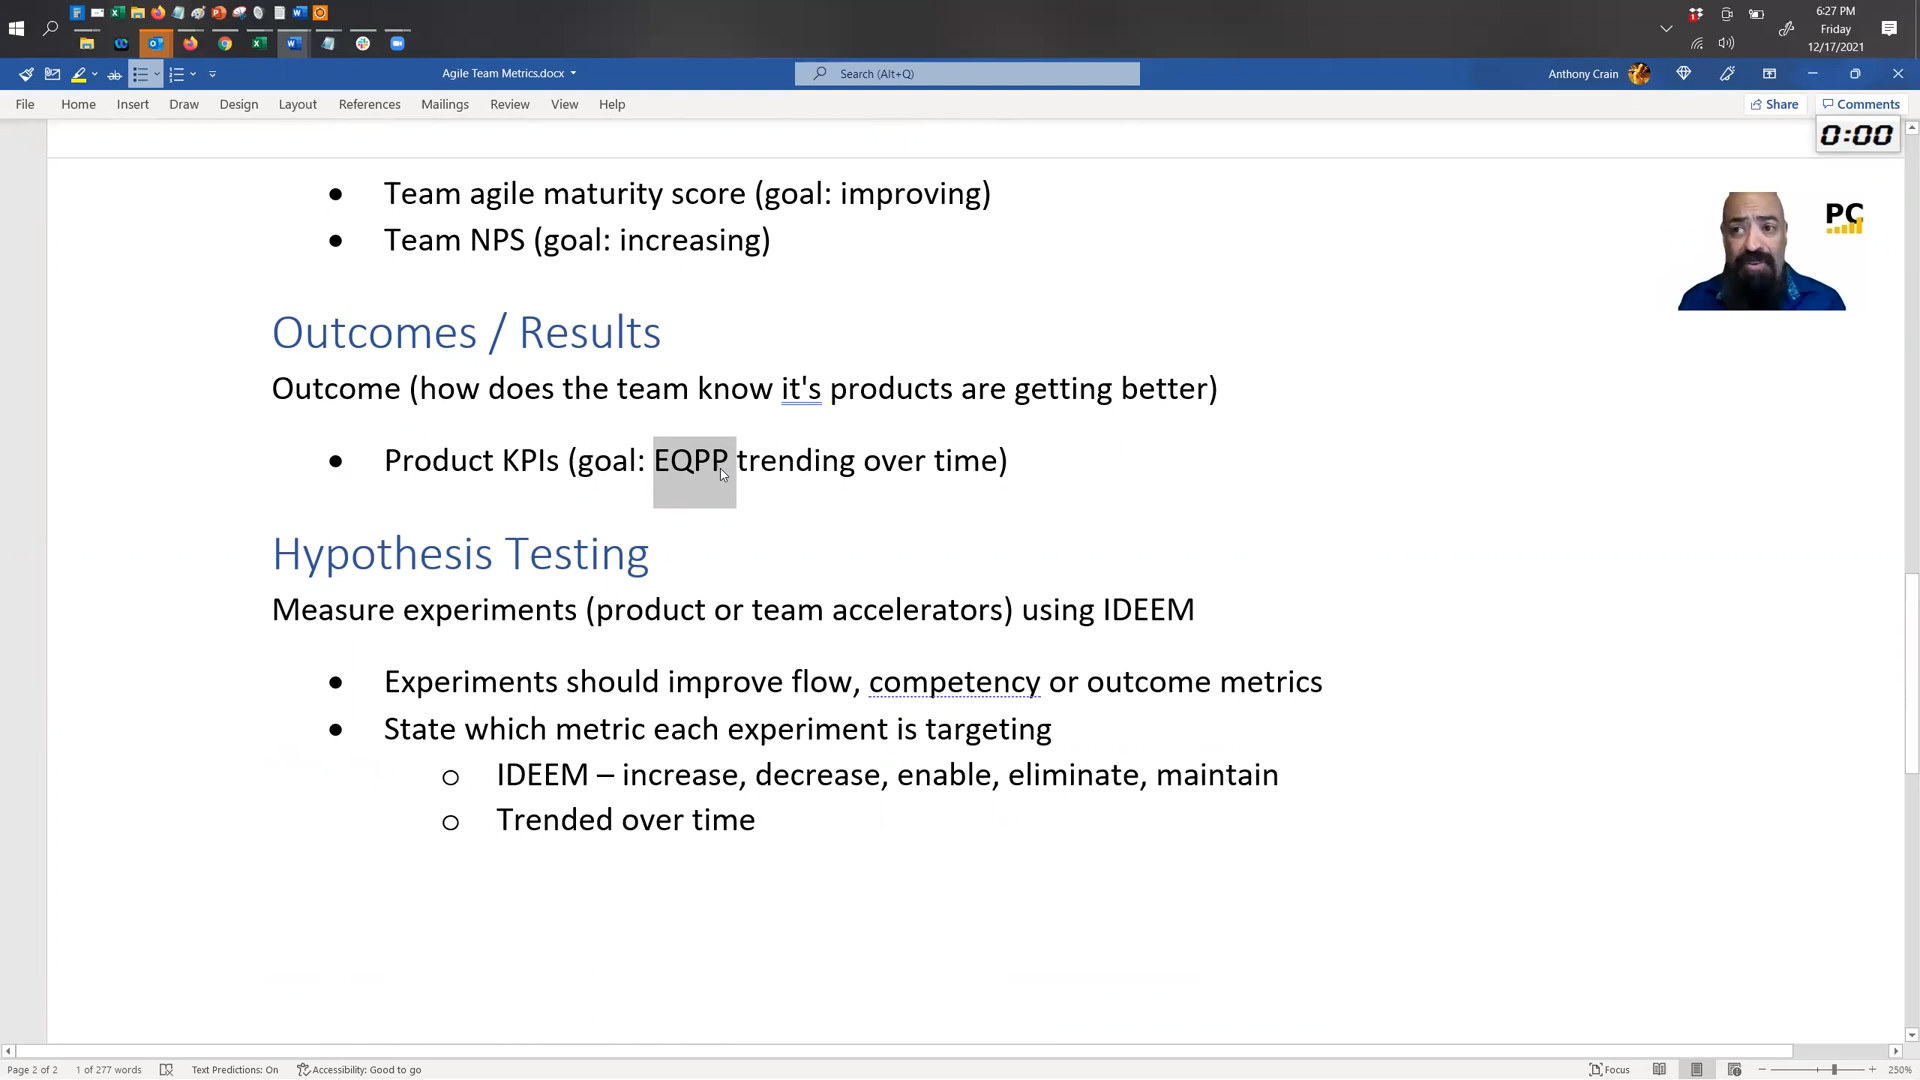 6:27 PM
Friday
12/17/2021
Agile Team Metrics.docx
Search (Alt+Q)
Anthony Crain
File Home Insert Draw Design Layout References Mailings Review View Help
Share Comments
0:00
PC
• Team agile maturity score (goal: improving)
• Team NPS (goal: increasing)
Outcomes / Results
Outcome (how does the team know it's products are getting better)
• Product KPIs (goal: EQPP trending over time)
Hypothesis Testing
Measure experiments (product or team accelerators) using IDEEM
• Experiments should improve flow, competency or outcome metrics
• State which metric each experiment is targeting
o IDEEM – increase, decrease, enable, eliminate, maintain
o Trended over time
Page 2 of 2 1 of 277 words Text Predictions: On Accessibility: Good to go Focus 250%